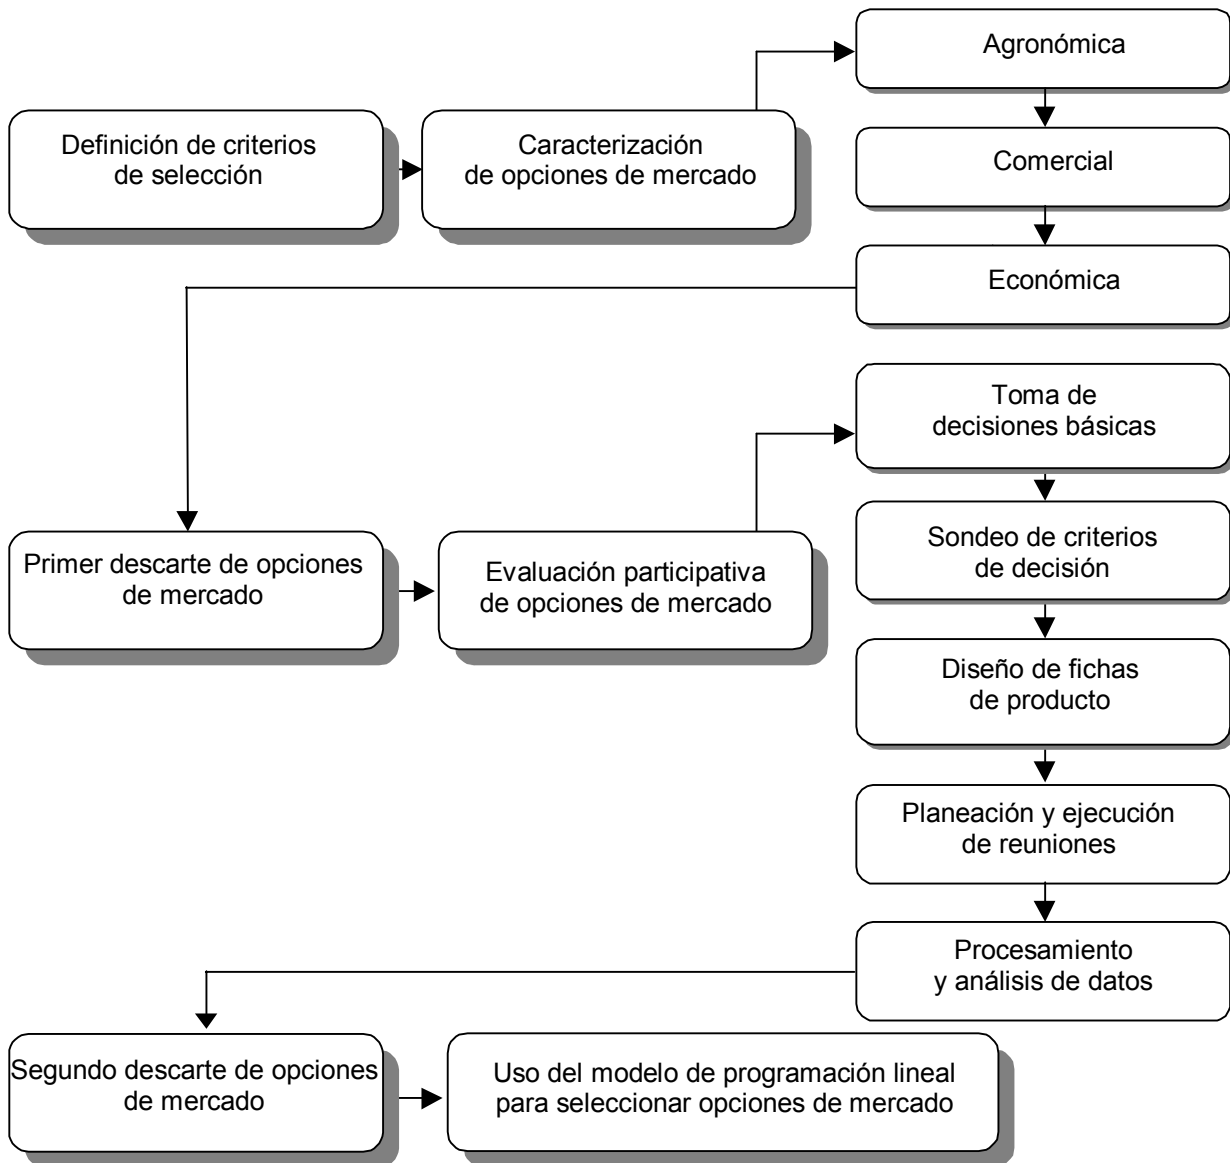 Agronómica
Definición de criterios
de selección
Caracterización
de opciones de mercado
Comercial
Económica
Toma de
decisiones básicas
Sondeo de criterios
de decisión
Primer descarte de opciones
de mercado
Evaluación participativa
de opciones de mercado
Diseño de fichas
de producto
Planeación y ejecución
de reuniones
Procesamiento
y análisis de datos
Segundo descarte de opciones
de mercado
Uso del modelo de programación lineal
para seleccionar opciones de mercado